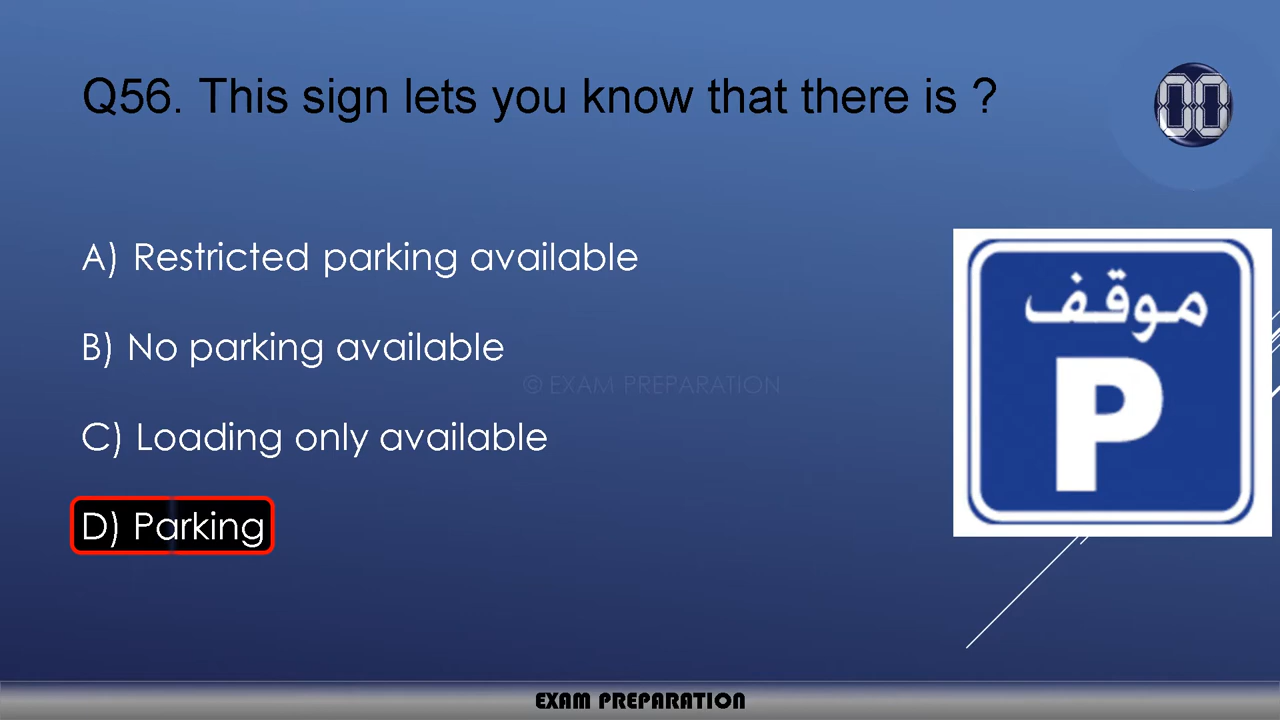 Q56. This sign lets you know that there is ?
00
A) Restricted parking available
B) No parking available
C) Loading only available
D) Parking
موقف
P
© EXAM PREPARATION
EXAM PREPARATION